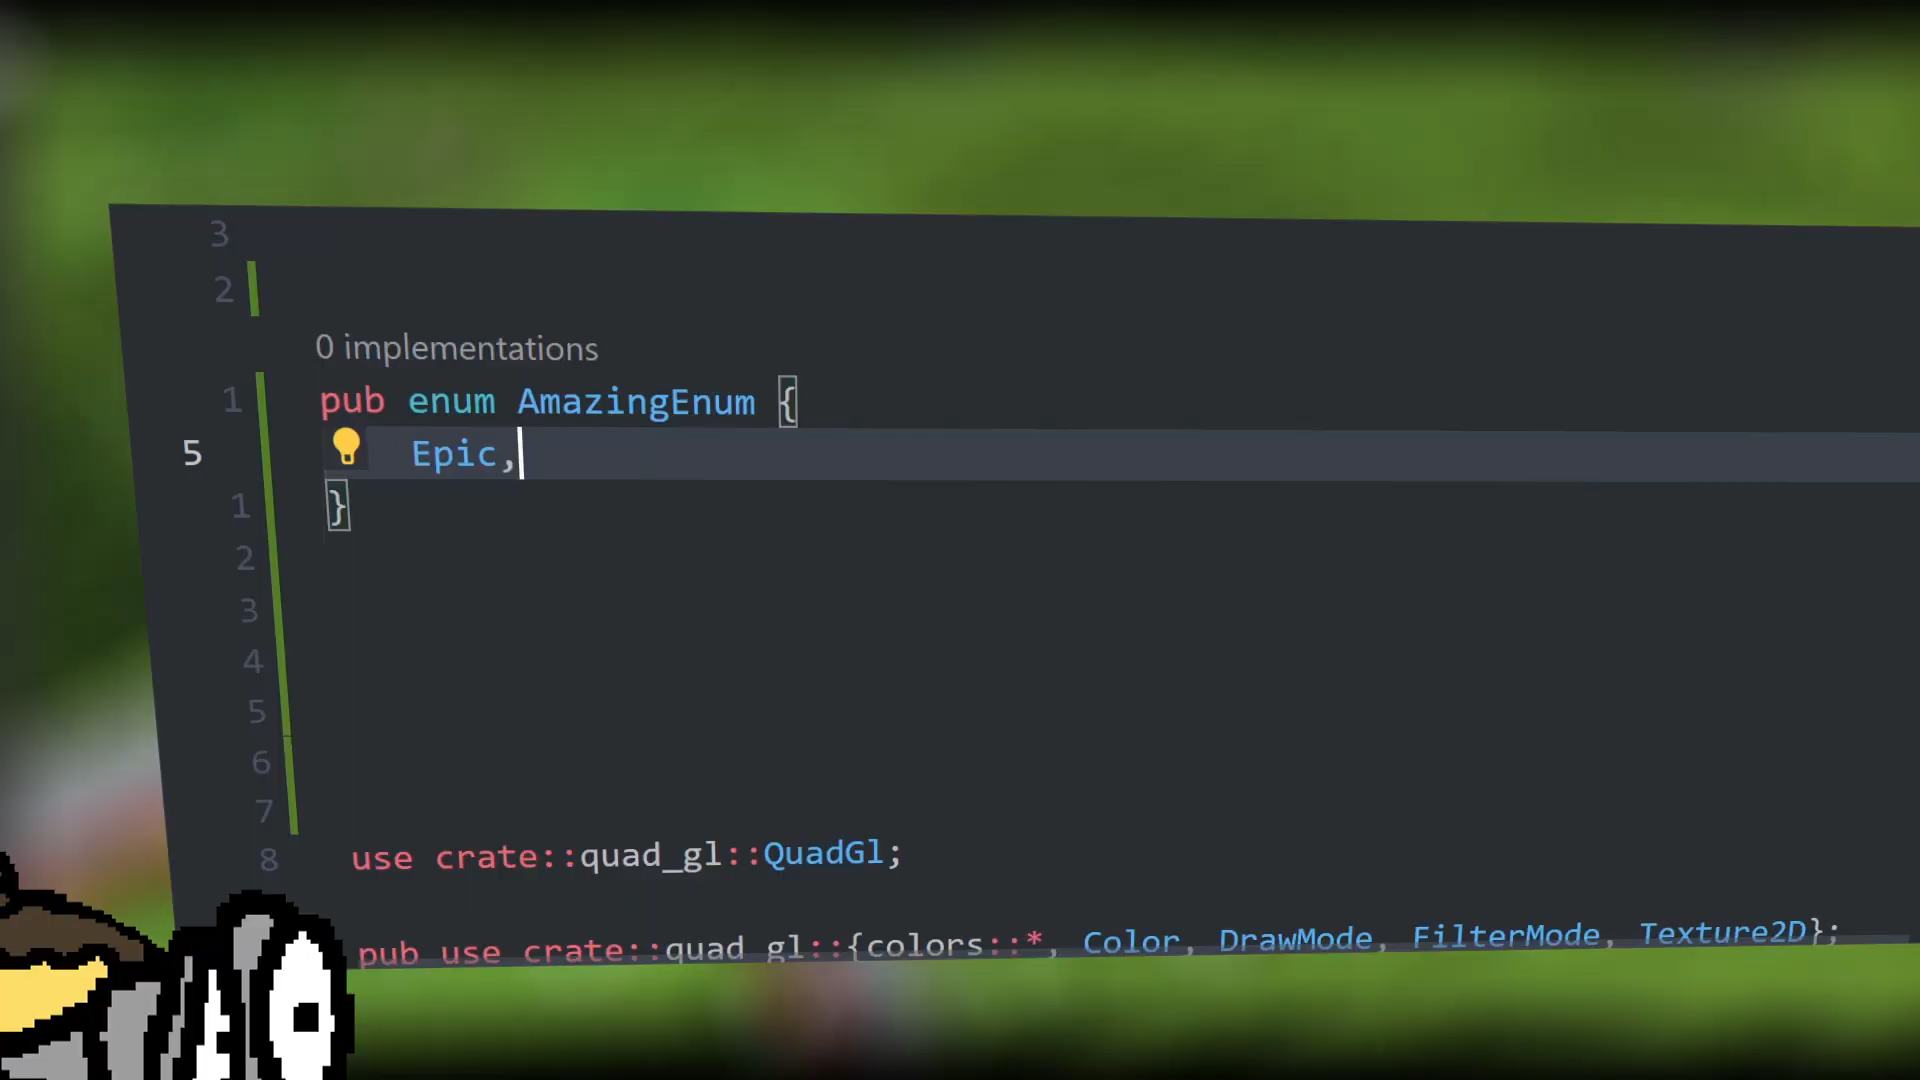 3
2
0 implementations
1 pub enum AmazingEnum {
5 Epic,
1 }
2
3
4
5
6
7
8 use crate::quad_gl::QuadGl;
pub use crate::quad_gl::{colors::*, Color, DrawMode, FilterMode, Texture2D};